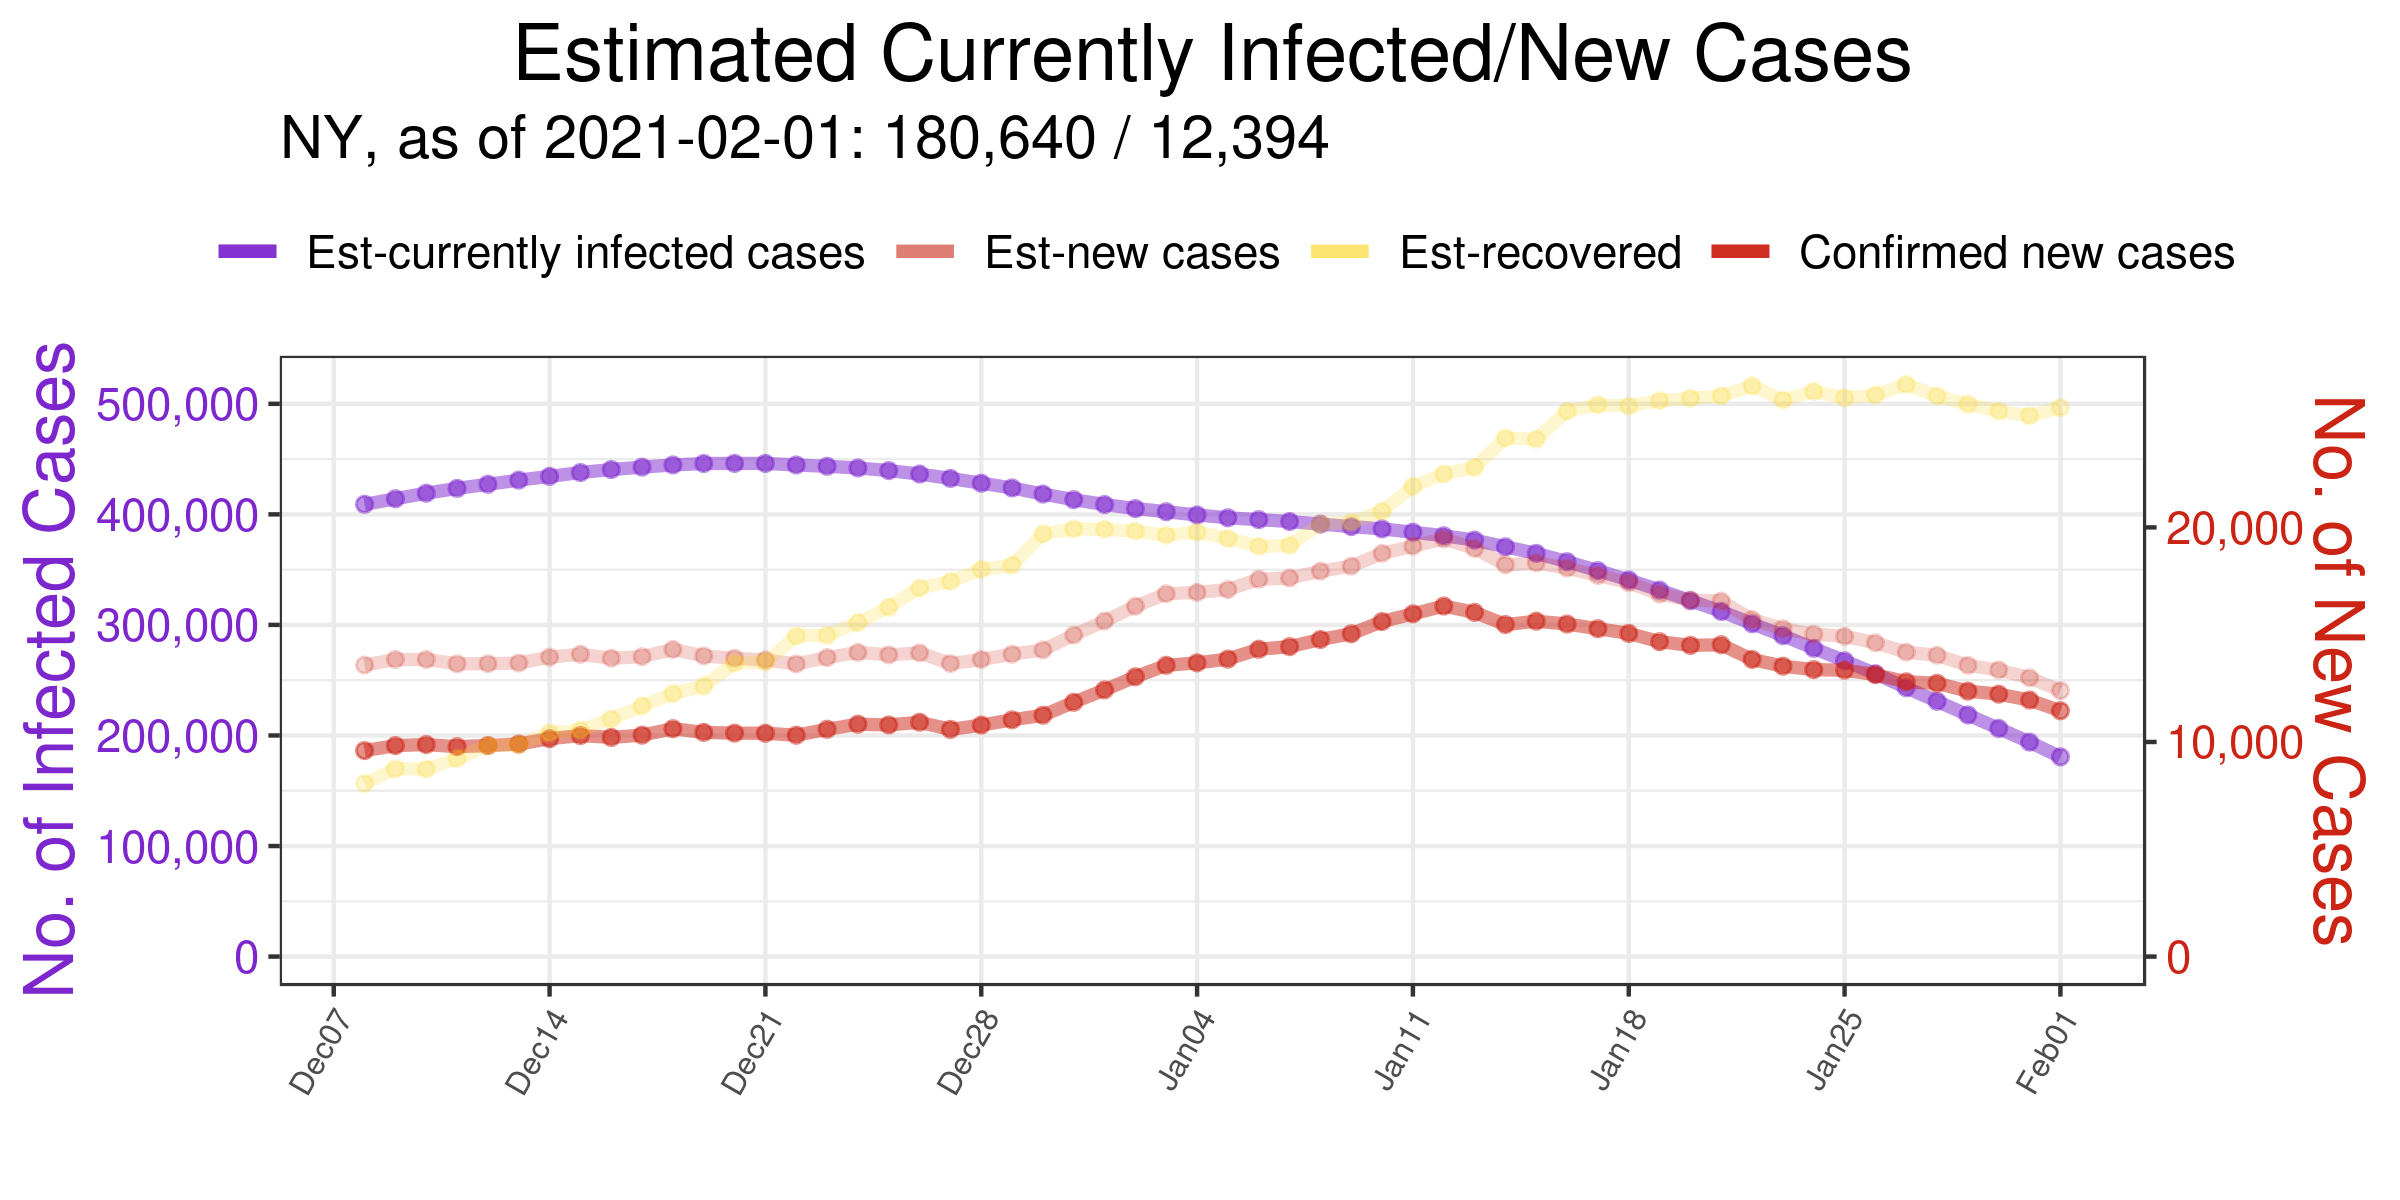 Estimated Currently Infected/New Cases
NY, as of 2021-02-01: 180,640 / 12,394
Est-currently infected cases Est-new cases Est-recovered Confirmed new cases
No. of Infected Cases
500,000
400,000
300,000
200,000
100,000
0
20,000
10,000
0
No. of New Cases
Dec07 Dec14 Dec21 Dec28 Jan04 Jan11 Jan18 Jan25 Feb01